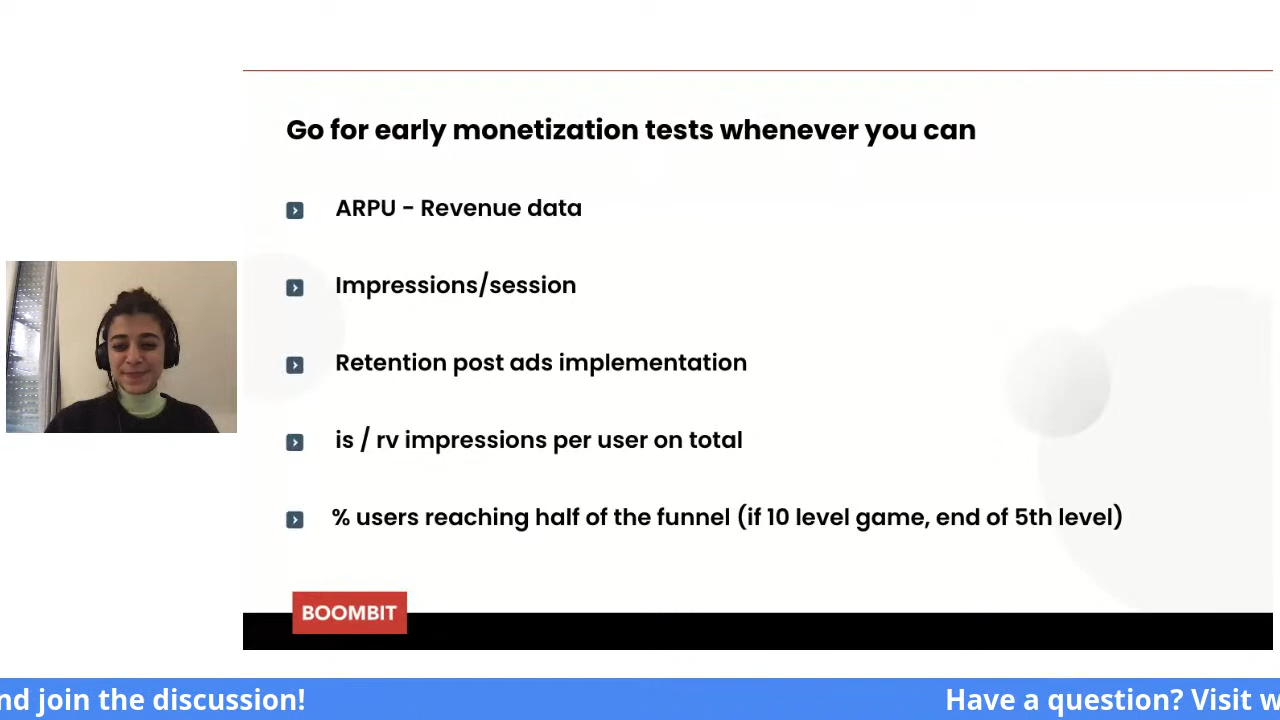 Go for early monetization tests whenever you can
ARPU - Revenue data
Impressions/session
Retention post ads implementation
is / rv impressions per user on total
% users reaching half of the funnel (if 10 level game, end of 5th level)
BOOMBIT
nd join the discussion!
Have a question? Visit w